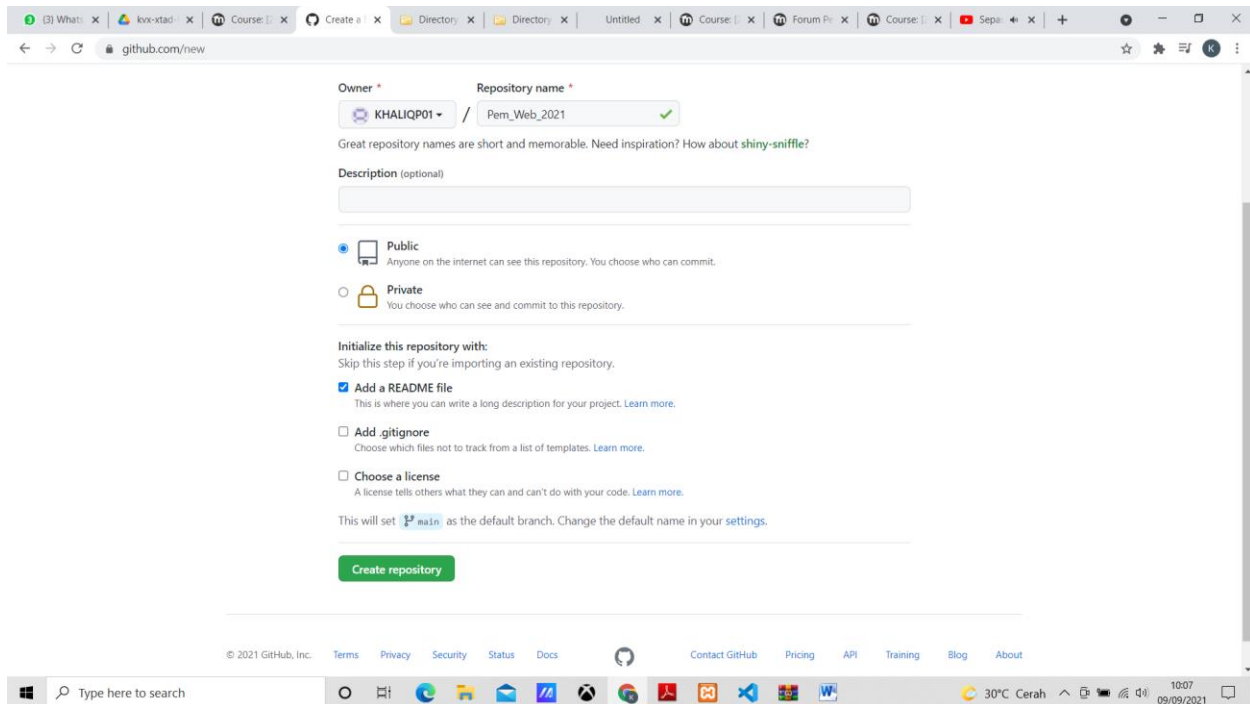 (3) Whats
kvx-xtad-
Course: D
Create a
Directory
Directory
Untitled
Course: D
Forum Pe
Course: D
Sepa
github.com/new
K
Owner *
Repository name *
KHALIQP01 / Pem_Web_2021
Great repository names are short and memorable. Need inspiration? How about shiny-sniffle?
Description (optional)
Public
Anyone on the internet can see this repository. You choose who can commit.
Private
You choose who can see and commit to this repository.
Initialize this repository with:
Skip this step if you're importing an existing repository.
Add a README file
This is where you can write a long description for your project. Learn more.
Add .gitignore
Choose which files not to track from a list of templates. Learn more.
Choose a license
A license tells others what they can and can't do with your code. Learn more.
This will set main as the default branch. Change the default name in your settings.
Create repository
© 2021 GitHub, Inc. Terms Privacy Security Status Docs Contact GitHub Pricing API Training Blog About
Type here to search
30°C Cerah
10:07
09/09/2021